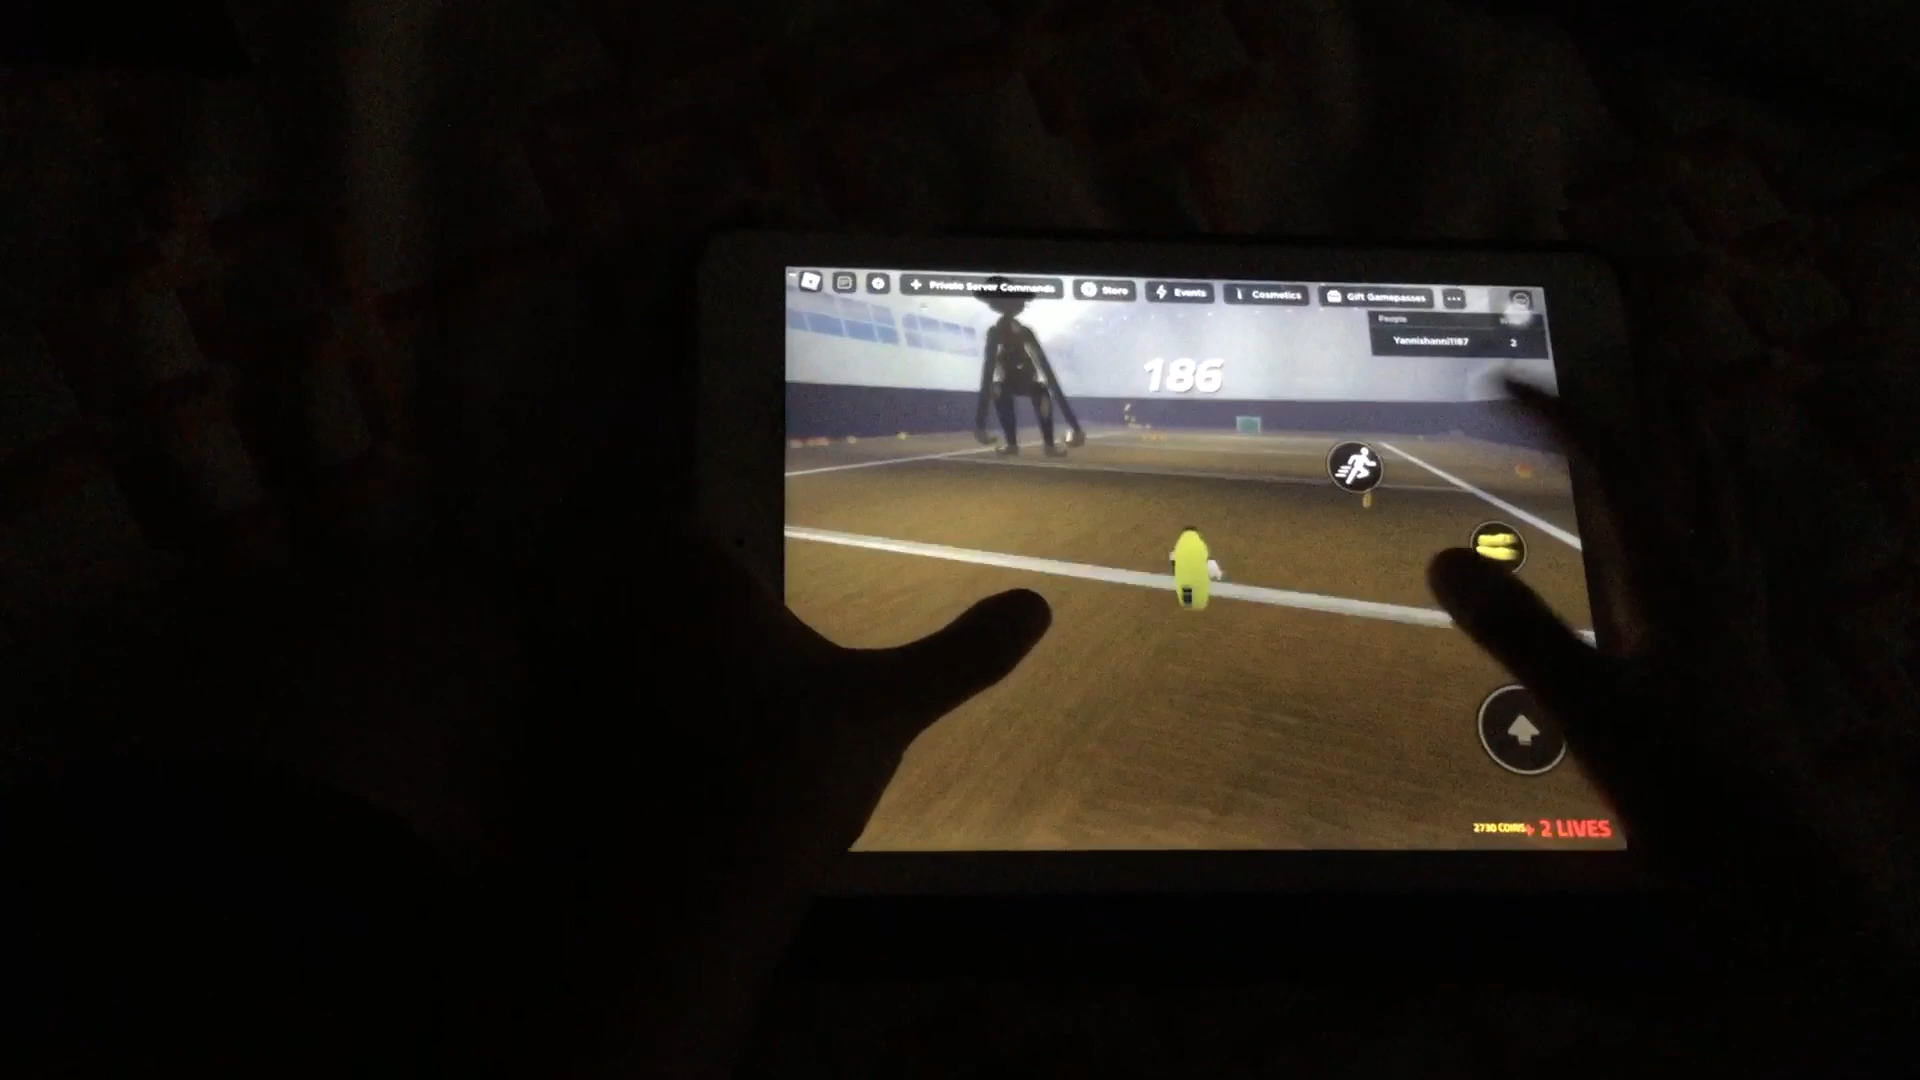 Private Server Commands
Store
Events
Cosmetics
Gift Gamepasses
People
Yannishanni1187
2
186
2730 COINS
+ 2 LIVES